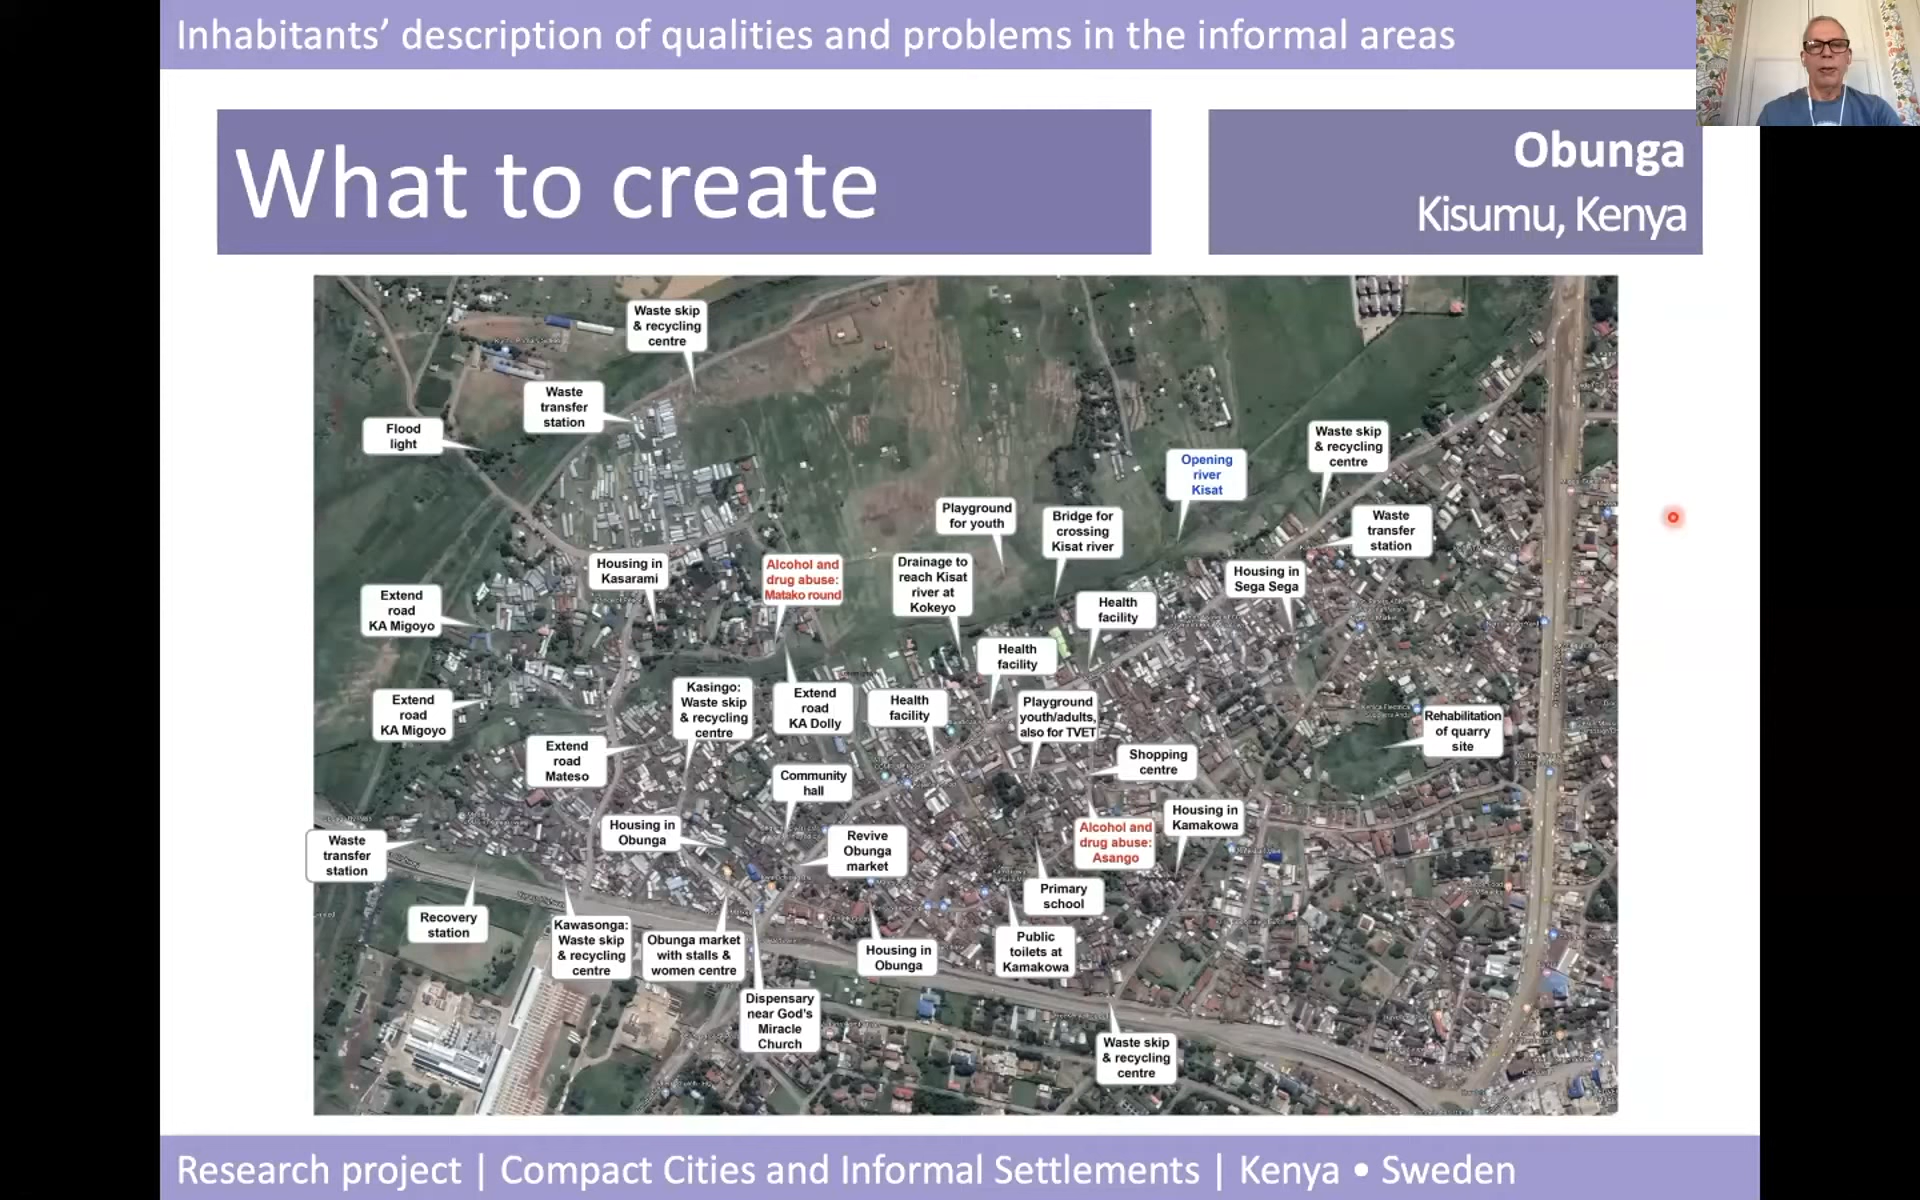 Inhabitants’ description of qualities and problems in the informal areas
What to create
Obunga
Kisumu, Kenya
Waste skip
& recycling
centre
Waste
transfer
station
Flood
light
Waste skip
& recycling
centre
Opening
river
Kisat
Playground
for youth
Bridge for
crossing
Kisat river
Waste
transfer
station
Housing in
Kasarami
Alcohol and
drug abuse:
Matako round
Drainage to
reach Kisat
river at
Kokeyo
Housing in
Sega Sega
Extend
road
KA Migoyo
Health
facility
Health
facility
Extend
road
KA Migoyo
Kasingo:
Waste skip
& recycling
centre
Extend
road
KA Dolly
Health
facility
Playground
youth/adults,
also for TVET
Rehabilitation
of quarry
site
Extend
road
Mateso
Community
hall
Shopping
centre
Housing in
Obunga
Revive
Obunga
market
Alcohol and
drug abuse:
Asango
Housing in
Kamakowa
Waste
transfer
station
Primary
school
Recovery
station
Kawasonga:
Waste skip
& recycling
centre
Obunga market
with stalls &
women centre
Housing in
Obunga
Public
toilets at
Kamakowa
Dispensary
near God's
Miracle
Church
Waste skip
& recycling
centre
Research project | Compact Cities and Informal Settlements | Kenya • Sweden